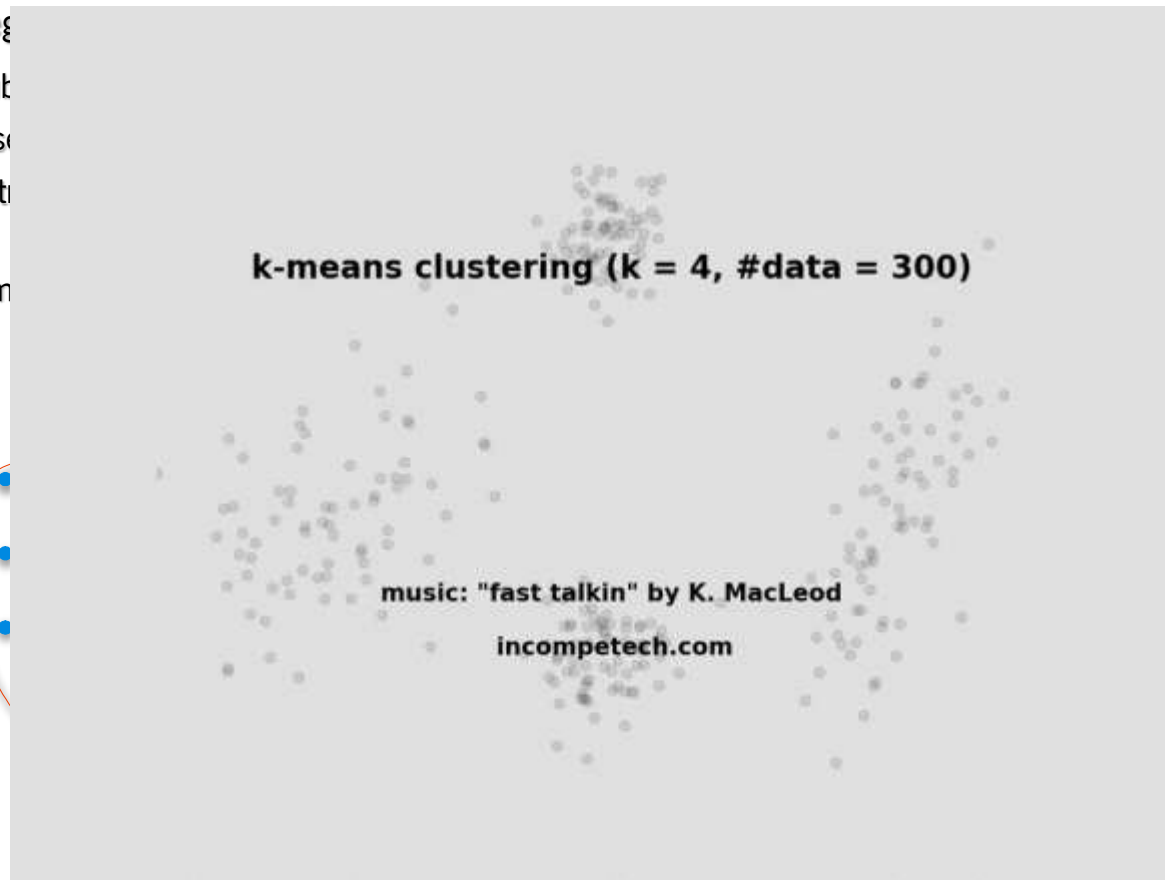 k-means clustering (k = 4, #data = 300)
music: "fast talkin" by K. MacLeod
incompetech.com